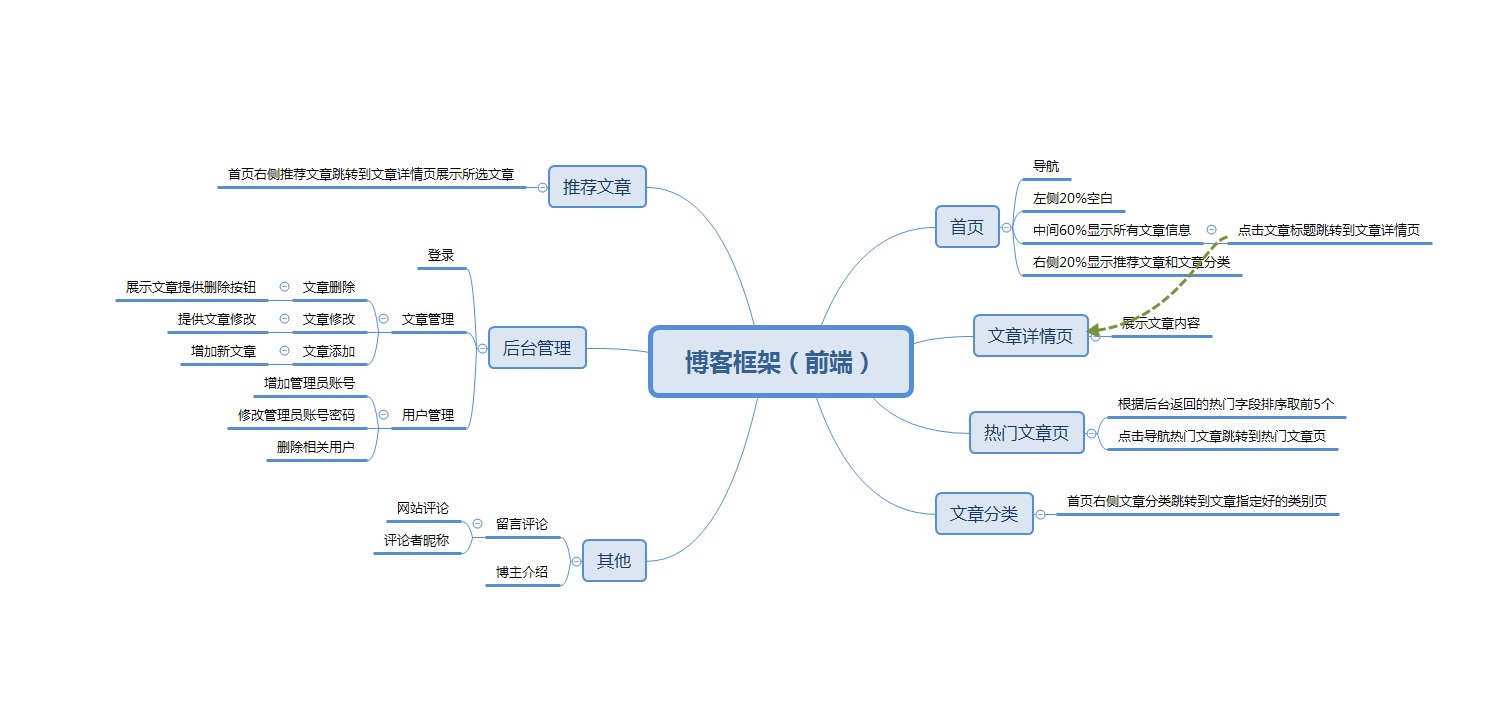 博客框架（前端）
首页
导航
左侧20%空白
中间60%显示所有文章信息
点击文章标题跳转到文章详情页
右侧20%显示推荐文章和文章分类
文章详情页
展示文章内容
热门文章页
根据后台返回的热门字段排序取前5个
点击导航热门文章跳转到热门文章页
文章分类
首页右侧文章分类跳转到文章指定好的类别页
推荐文章
首页右侧推荐文章跳转到文章详情页展示所选文章
后台管理
登录
文章管理
文章删除
展示文章提供删除按钮
文章修改
提供文章修改
文章添加
增加新文章
用户管理
增加管理员账号
修改管理员账号密码
删除相关用户
其他
留言评论
网站评论
评论者昵称
博主介绍